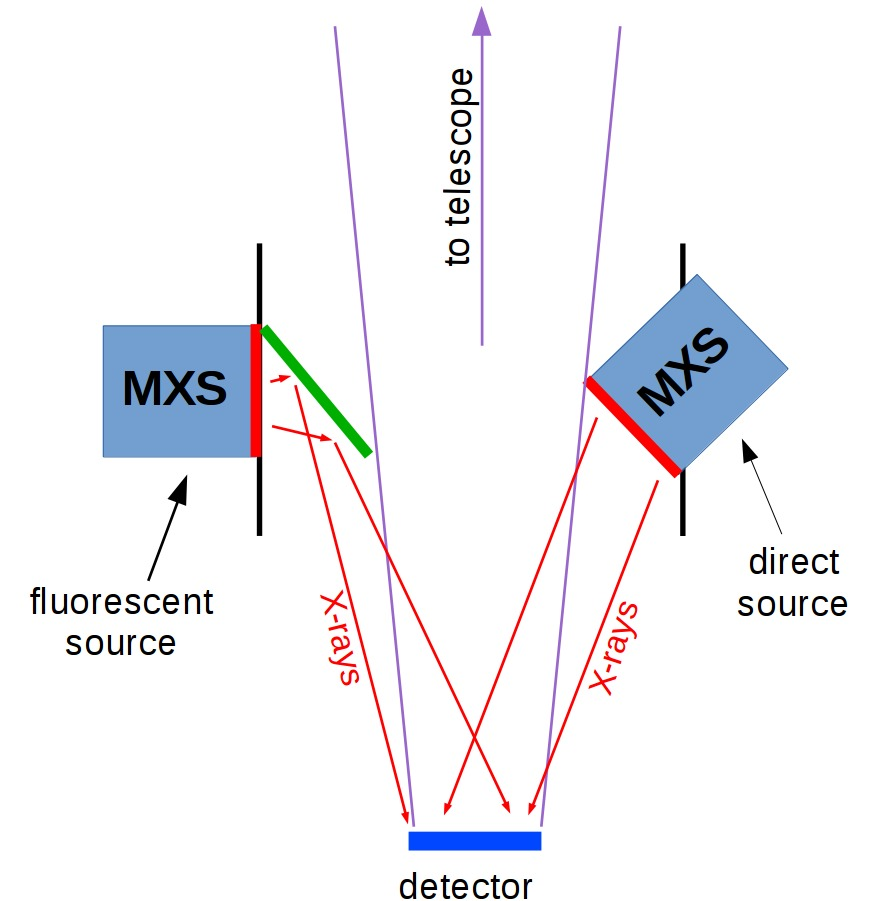 to telescope
MXS
MXS
fluorescent
source
direct
source
X-rays
X-rays
detector